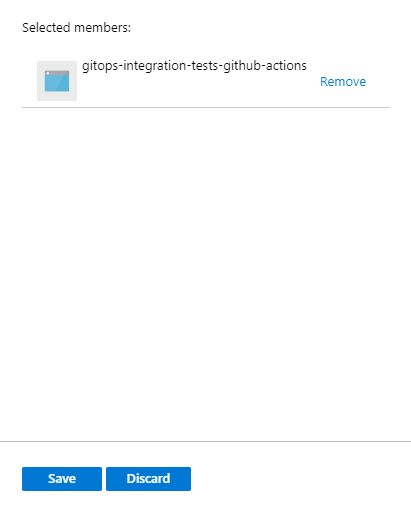 Selected members:
gitops-integration-tests-github-actions
Remove
Save
Discard